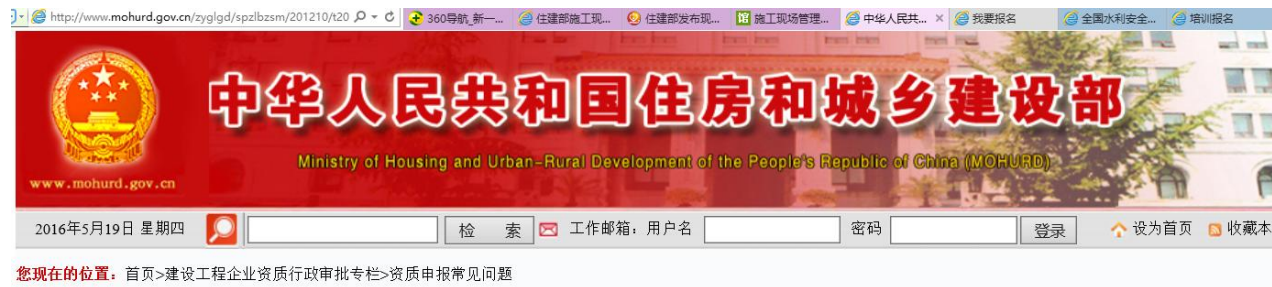 http://www.mohurd.gov.cn/zyglgd/spzlbzsm/201210/t20 360导航_新一... 住建部施工现... 住建部发布现... 施工现场管理... 中华人民共... × 我要报名 全国水利安全... 培训报名
中华人民共和国住房和城乡建设部
Ministry of Housing and Urban-Rural Development of the People's Republic of China (MOHURD)
www.mohurd.gov.cn
2016年5月19日 星期四 检 索 工作邮箱:用户名 密码 登录 设为首页 收藏本
您现在的位置:首页>建设工程企业资质行政审批专栏>资质申报常见问题